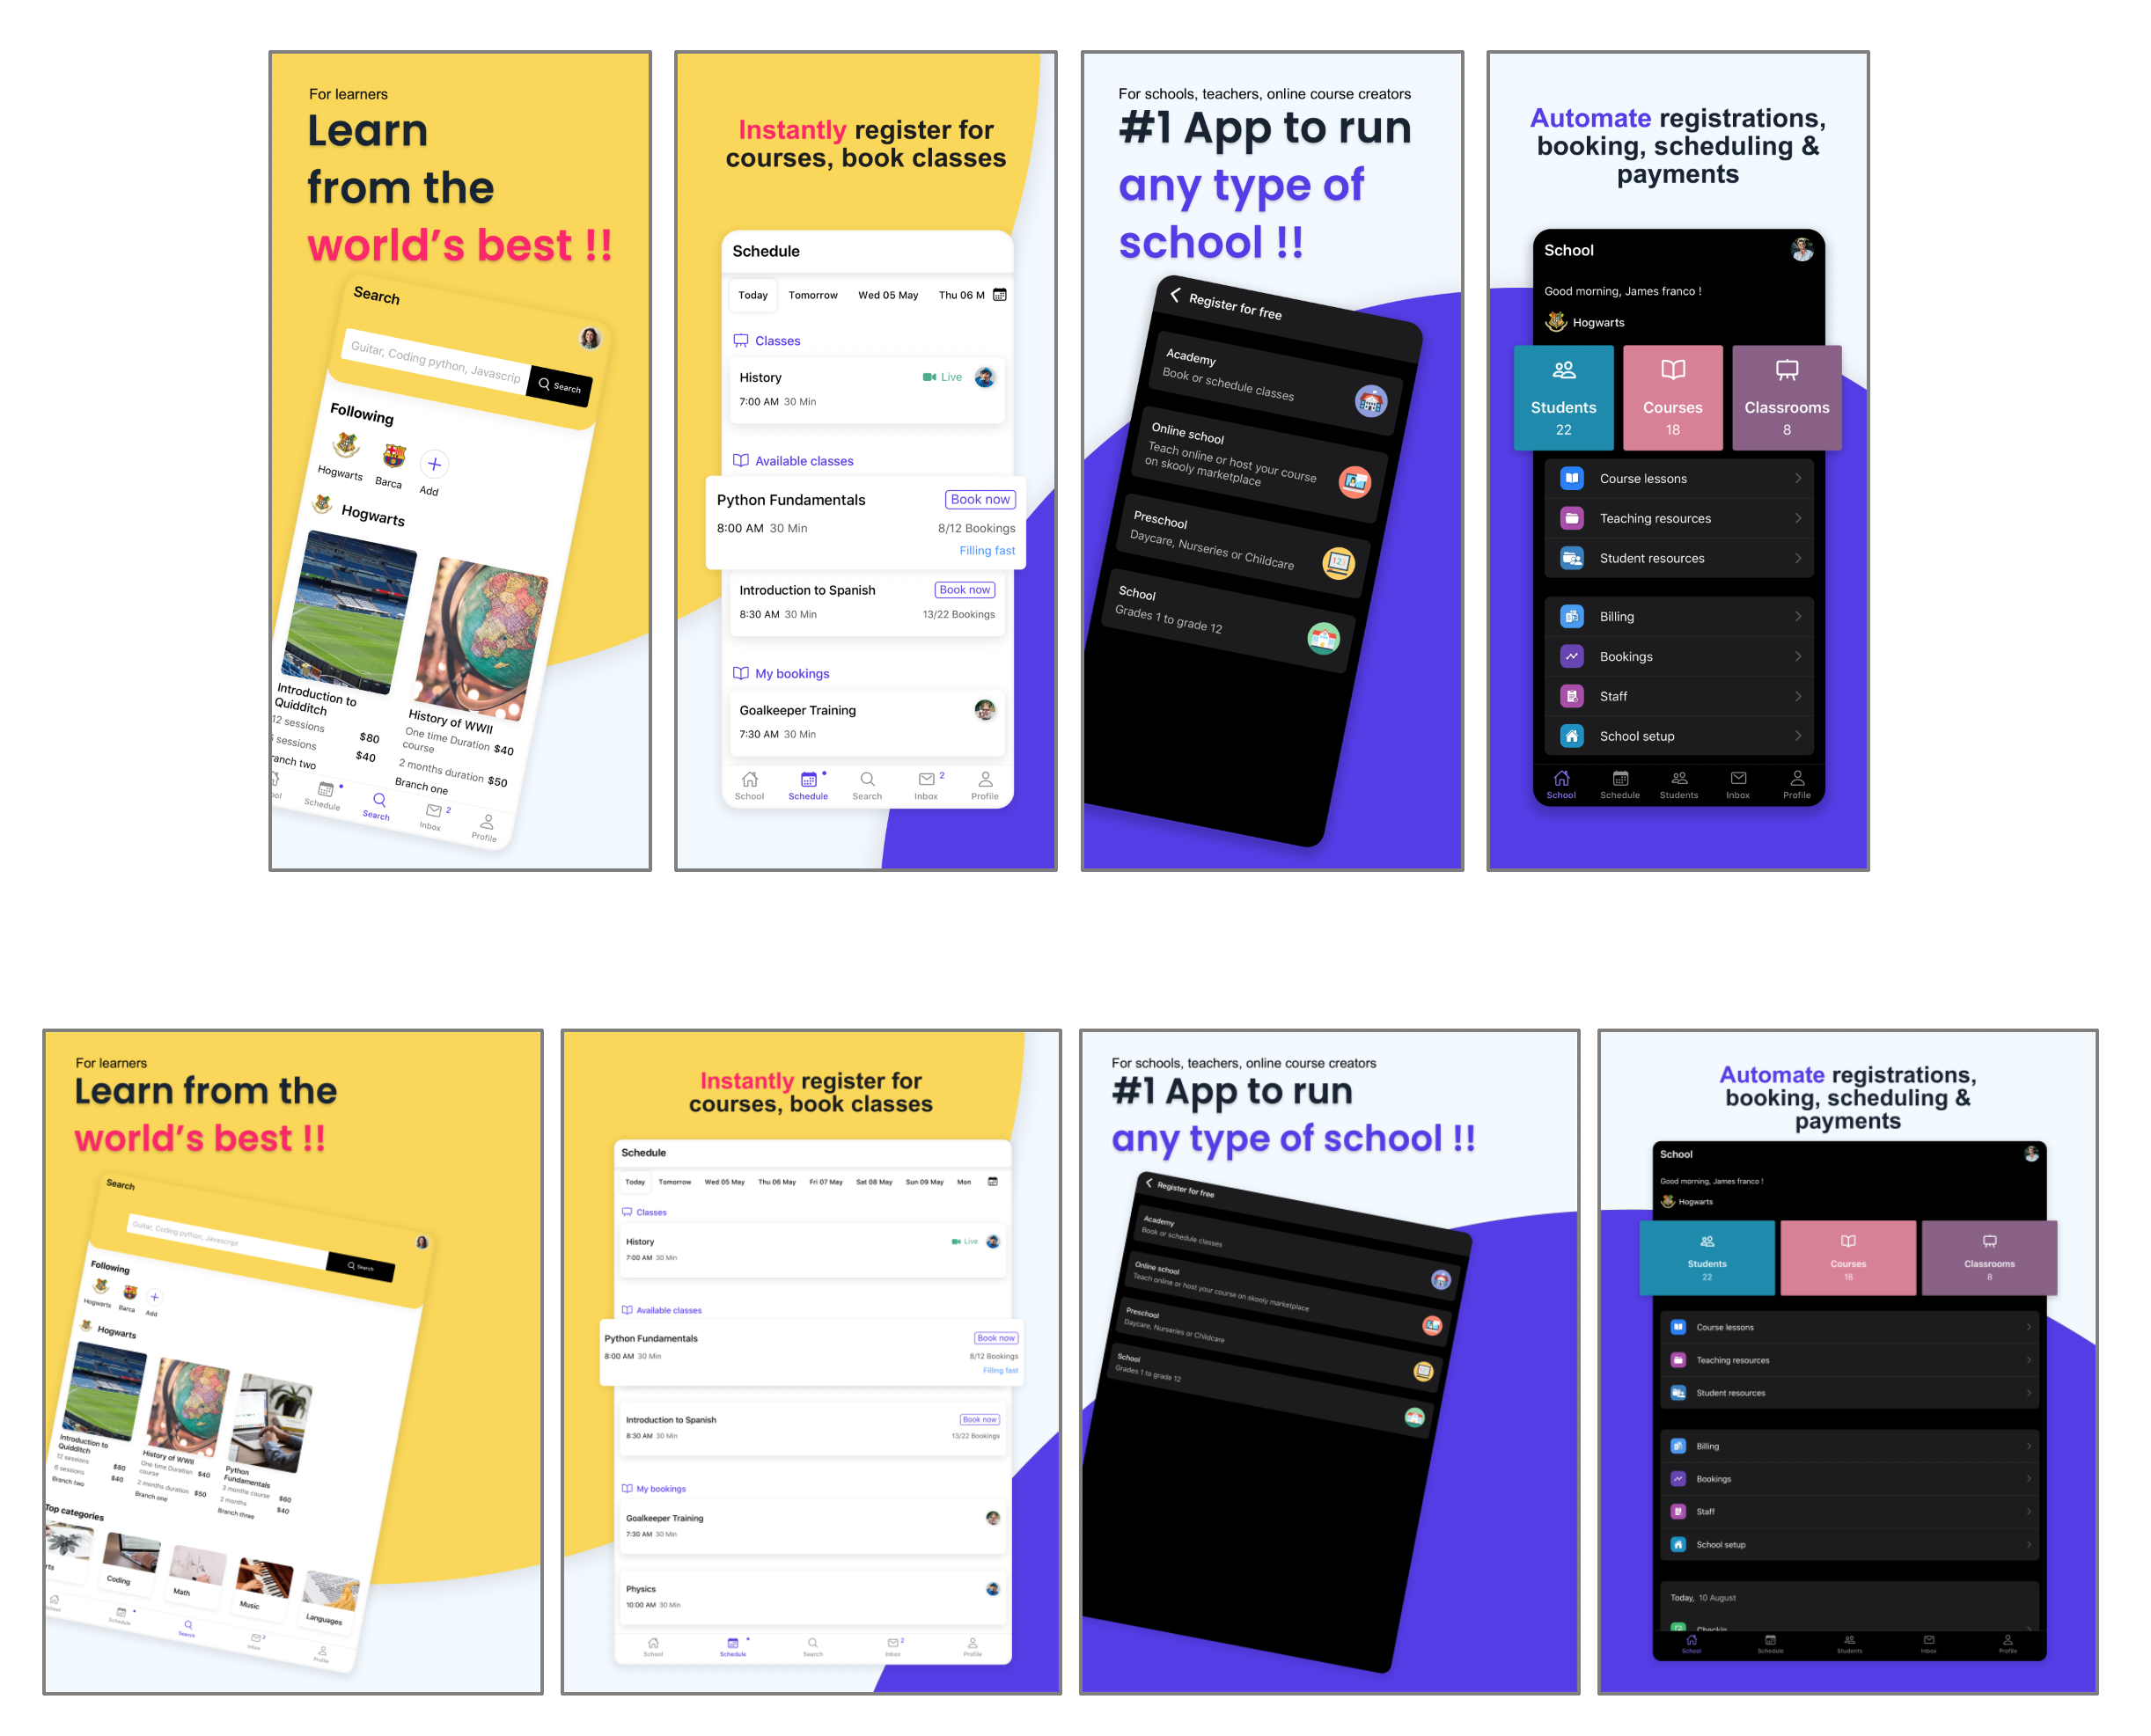 For learners
Learn
from the
world's best !!
Search
Guitar, Coding python, Javascrip
Search
Following
Hogwarts
Barca
Add
Hogwarts
Introduction to
Quidditch
12 sessions
$80
sessions
$40
ranch two
History of WWII
One time Duration $40
course
2 months duration $50
Branch one
Schedule
Search
2
Inbox
Profile
Instantly register for
courses, book classes
Schedule
Today Tomorrow Wed 05 May Thu 06 M
Classes
History Live
7:00 AM 30 Min
Available classes
Python Fundamentals Book now
8:00 AM 30 Min 8/12 Bookings
Filling fast
Introduction to Spanish Book now
8:30 AM 30 Min 13/22 Bookings
My bookings
Goalkeeper Training
7:30 AM 30 Min
2
School Schedule Search Inbox Profile
For schools, teachers, online course creators
#1 App to run
any type of
school !!
Register for free
Academy
Book or schedule classes
Online school
Teach online or host your course
on skooly marketplace
Preschool
Daycare, Nurseries or Childcare
School
Grades 1 to grade 12
Automate registrations,
booking, scheduling &
payments
School
Good morning, James franco !
Hogwarts
Students Courses Classrooms
22 18 8
Course lessons
Teaching resources
Student resources
Billing
Bookings
Staff
School setup
School Schedule Students Inbox Profile
For learners
Learn from the
world's best !!
Search
Guitar, Coding python, Javascript
Search
Following
Hogwarts
Barca
Add
Hogwarts
Introduction to
Quidditch
12 sessions $80
6 sessions $40
Branch two
History of WWII
One time Duration $40
course
2 months duration $50
Branch one
Python
Fundamentals
3 months course $60
2 months $40
Branch three
Top categories
rts
Coding
Math
Music
Languages
School
Schedule
Search
2
Inbox
Profile
Instantly register for
courses, book classes
Schedule
Today Tomorrow Wed 05 May Thu 06 May Fri 07 May Sat 08 May Sun 09 May Mon
Classes
History Live
7:00 AM 30 Min
Available classes
Python Fundamentals Book now
8:00 AM 30 Min 8/12 Bookings
Filling fast
Introduction to Spanish Book now
8:30 AM 30 Min 13/22 Bookings
My bookings
Goalkeeper Training
7:30 AM 30 Min
Physics
10:00 AM 30 Min
2
School Schedule Search Inbox Profile
For schools, teachers, online course creators
#1 App to run
any type of school !!
Register for free
Academy
Book or schedule classes
Online school
Teach online or host your course on skooly marketplace
Preschool
Daycare, Nurseries or Childcare
School
Grades 1 to grade 12
Automate registrations,
booking, scheduling &
payments
School
Good morning, James franco !
Hogwarts
Students Courses Classrooms
22 18 8
Course lessons
Teaching resources
Student resources
Billing
Bookings
Staff
School setup
Today, 10 August
Checkin
School Schedule Students Inbox Profile